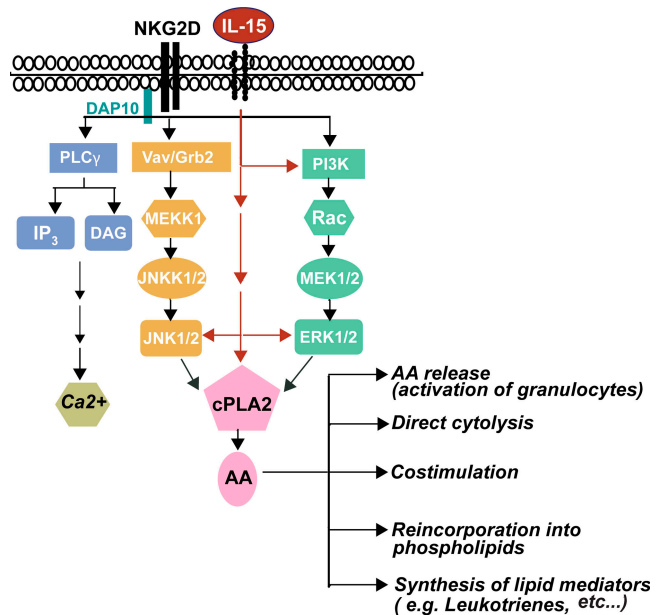 NKG2D
IL-15
DAP10
PLCγ
Vav/Grb2
PI3K
IP3
DAG
MEKK1
Rac
JNKK1/2
MEK1/2
JNK1/2
ERK1/2
Ca2+
cPLA2
AA
AA release
(activation of granulocytes)
Direct cytolysis
Costimulation
Reincorporation into
phospholipids
Synthesis of lipid mediators
( e.g. Leukotrienes, etc...)